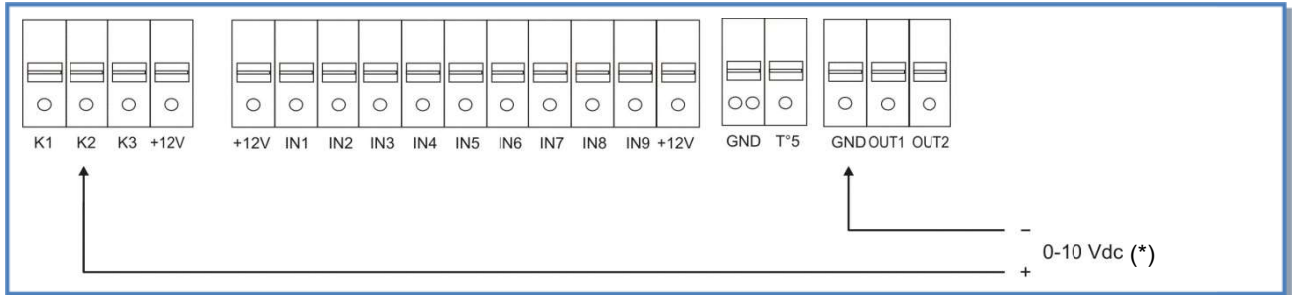 K1 K2 K3 +12V +12V IN1 IN2 IN3 IN4 IN5 IN6 IN7 IN8 IN9 +12V GND T°5 GND OUT1 OUT2
–
0-10 Vdc (*)
+